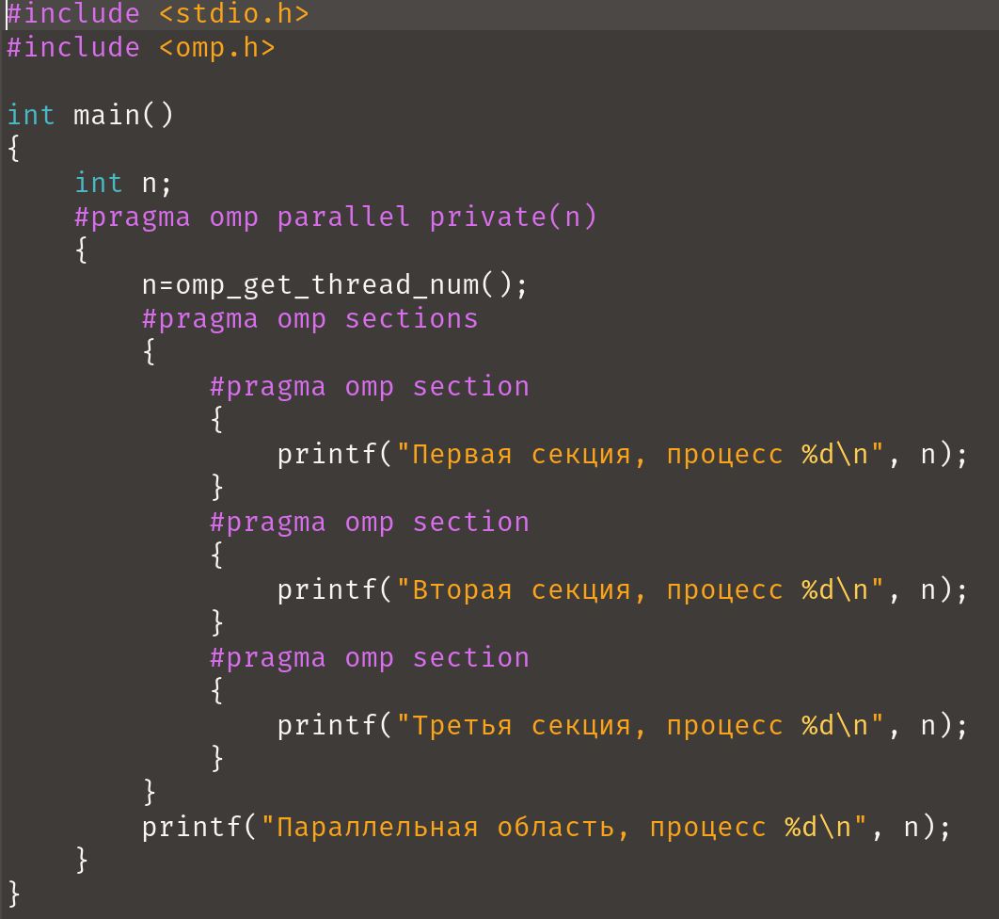 #include <stdio.h>
#include <omp.h>

int main()
{
    int n;
    #pragma omp parallel private(n)
    {
        n=omp_get_thread_num();
        #pragma omp sections
        {
            #pragma omp section
            {
                printf("Первая секция, процесс %d\n", n);
            }
            #pragma omp section
            {
                printf("Вторая секция, процесс %d\n", n);
            }
            #pragma omp section
            {
                printf("Третья секция, процесс %d\n", n);
            }
        }
        printf("Параллельная область, процесс %d\n", n);
    }
}